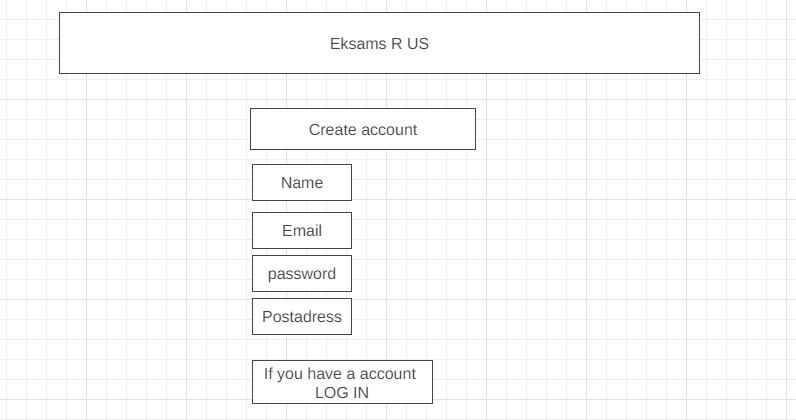 Eksams R US
Create account
Name
Email
password
Postadress
If you have a account
LOG IN